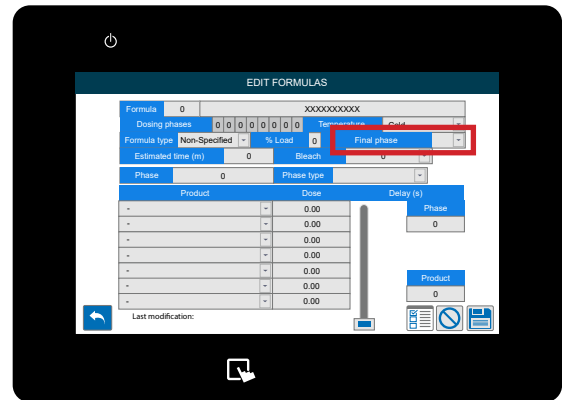 EDIT FORMULAS
Formula 0 XXXXXXXXXX
Dosing phases 0 0 0 0 0 0 0 0 Temperature Cold
Formula type Non-Specified % Load 0 Final phase
Estimated time (m) 0 Bleach 0
Phase 0 Phase type
Product Dose Delay (s)
- 0.00 Phase
- 0.00 0
- 0.00
- 0.00
- 0.00 Product
- 0.00 0
- 0.00
Last modification: